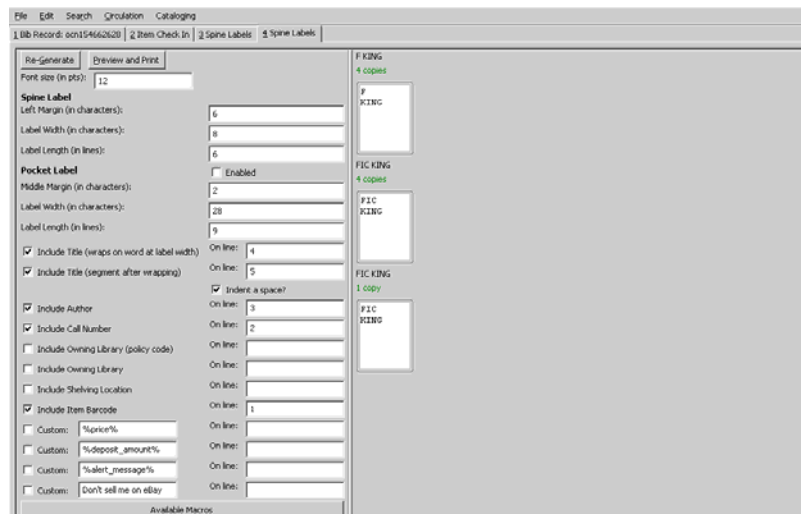 File Edit Search Circulation Cataloging
1 Bib Record: ocn154662628 2 Item Check In 3 Spine Labels 4 Spine Labels
Re-Generate Preview and Print
Font size (in pts): 12
Spine Label
Left Margin (in characters): 6
Label Width (in characters): 8
Label Length (in lines): 6
Pocket Label Enabled
Middle Margin (in characters): 2
Label Width (in characters): 28
Label Length (in lines): 9
Include Title (wraps on word at label width) On line: 4
Include Title (segment after wrapping) On line: 5
Indent a space?
Include Author On line: 3
Include Call Number On line: 2
Include Owning Library (policy code) On line:
Include Owning Library On line:
Include Shelving Location On line:
Include Item Barcode On line: 1
Custom: %price% On line:
Custom: %deposit_amount% On line:
Custom: %alert_message% On line:
Custom: Don't sell me on eBay On line:
Available Macros
F KING
4 copies
F
KING
FIC KING
4 copies
FIC
KING
FIC KING
1 copy
FIC
KING